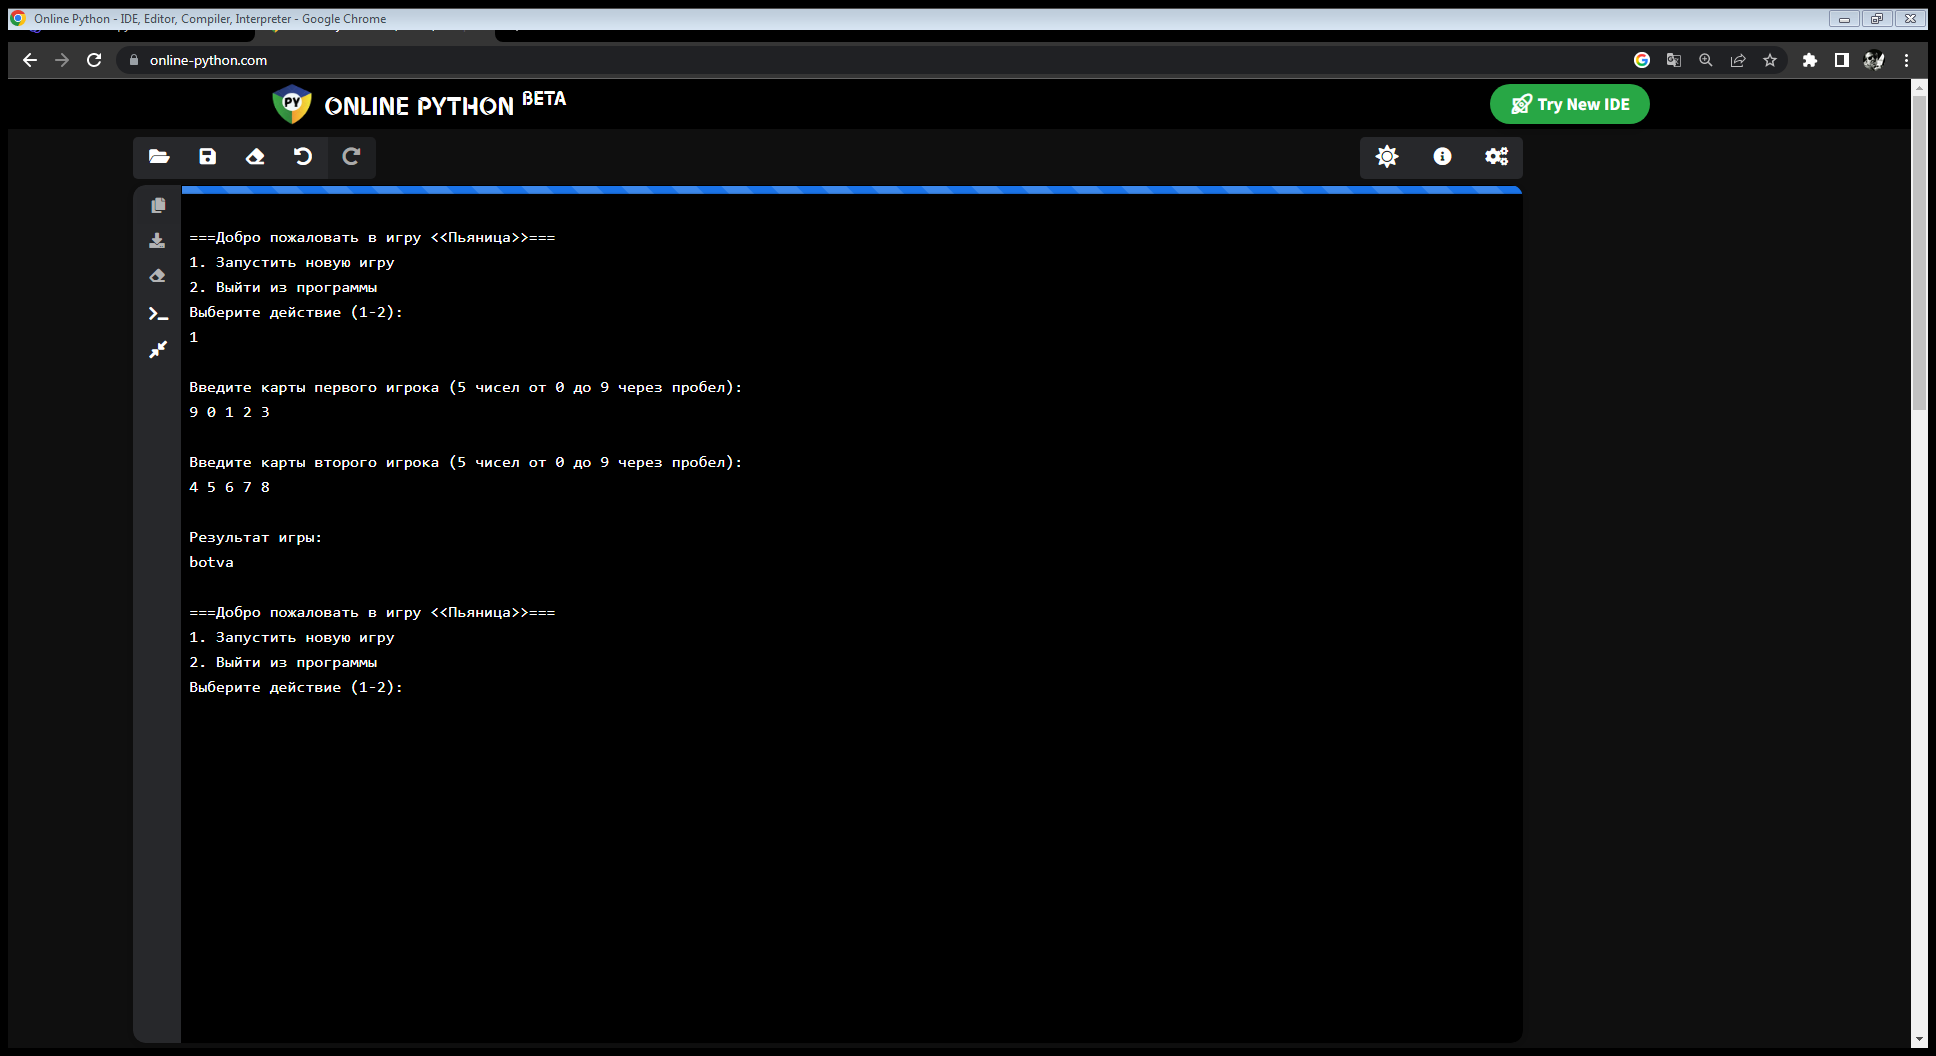 Online Python - IDE, Editor, Compiler, Interpreter - Google Chrome
online-python.com
PY ONLINE PYTHON BETA
Try New IDE
===Добро пожаловать в игру <<Пьяница>>===
1. Запустить новую игру
2. Выйти из программы
Выберите действие (1-2):
1
Введите карты первого игрока (5 чисел от 0 до 9 через пробел):
9 0 1 2 3
Введите карты второго игрока (5 чисел от 0 до 9 через пробел):
4 5 6 7 8
Результат игры:
botva
===Добро пожаловать в игру <<Пьяница>>===
1. Запустить новую игру
2. Выйти из программы
Выберите действие (1-2):